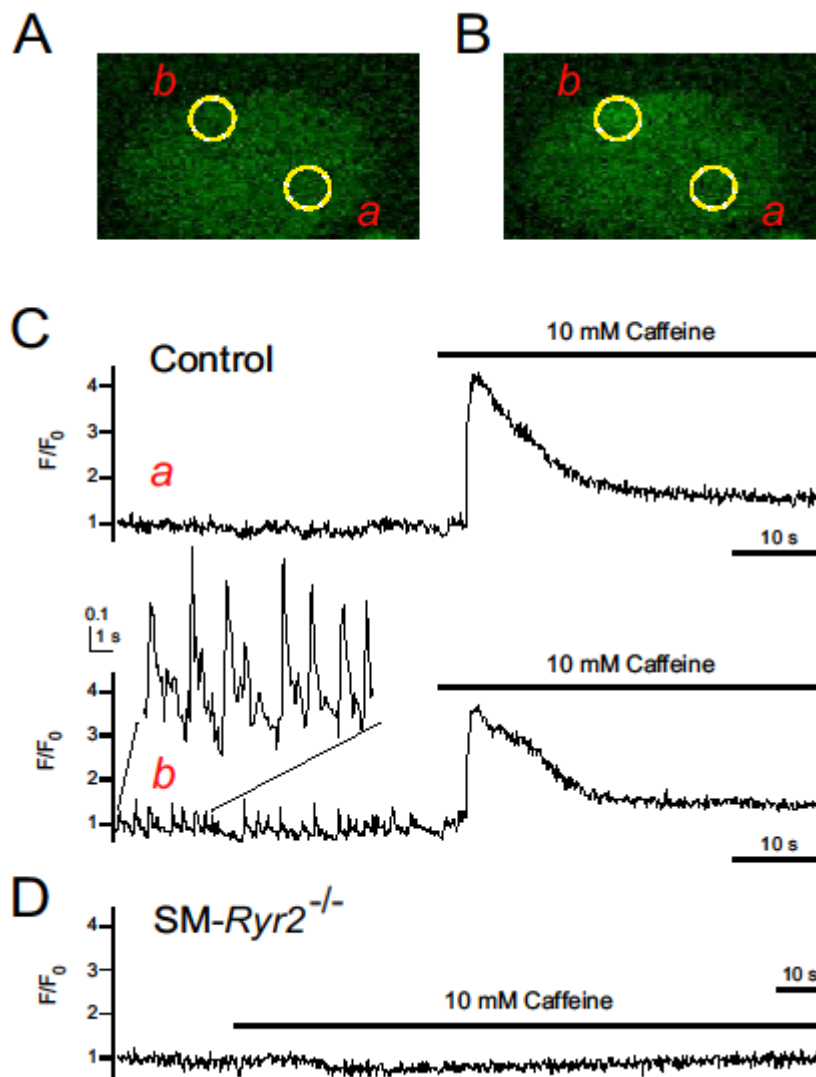 A
B
b
a
b
a
C
Control
10 mM Caffeine
F/F0
4
3
2
1
a
10 s
0.1
1 s
10 mM Caffeine
F/F0
4
3
2
1
b
10 s
D
SM-Ryr2-/-
F/F0
4
3
2
1
10 mM Caffeine
10 s